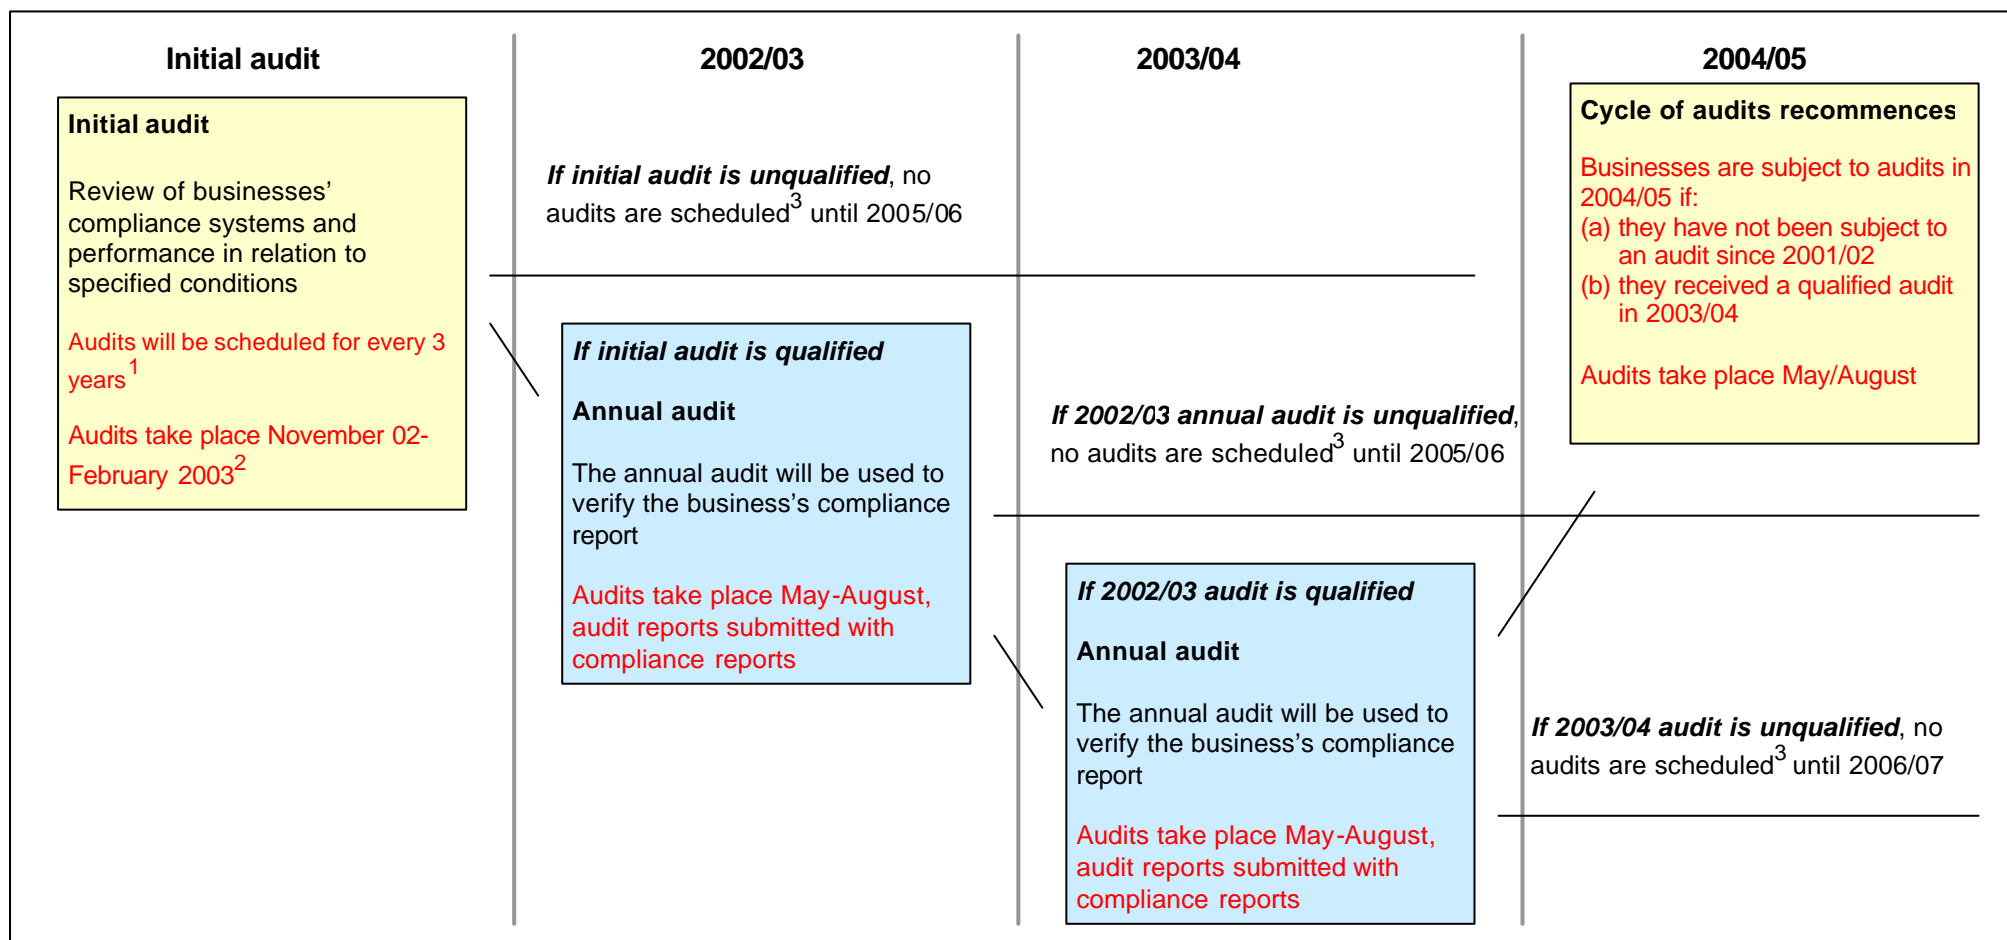 Initial audit
2002/03
2003/04
2004/05
Initial audit
Review of businesses’
compliance systems and
performance in relation to
specified conditions
Audits will be scheduled for every 3
years1
Audits take place November 02-
February 20032
If initial audit is unqualified, no
audits are scheduled3 until 2005/06
If initial audit is qualified
Annual audit
The annual audit will be used to
verify the business’s compliance
report
Audits take place May-August,
audit reports submitted with
compliance reports
If 2002/03 annual audit is unqualified,
no audits are scheduled3 until 2005/06
If 2002/03 audit is qualified
Annual audit
The annual audit will be used to
verify the business’s compliance
report
Audits take place May-August,
audit reports submitted with
compliance reports
Cycle of audits recommences
Businesses are subject to audits in
2004/05 if:
(a) they have not been subject to
an audit since 2001/02
(b) they received a qualified audit
in 2003/04
Audits take place May/August
If 2003/04 audit is unqualified, no
audits are scheduled3 until 2006/07